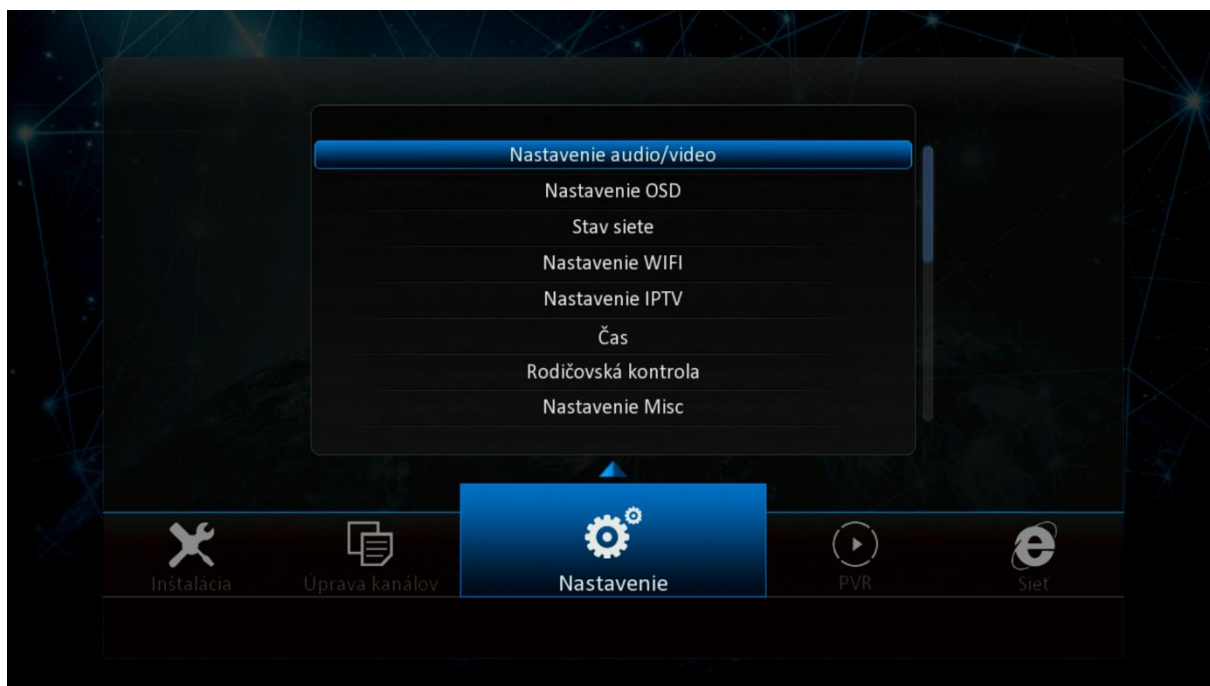 Nastavenie audio/video
Nastavenie OSD
Stav siete
Nastavenie WIFI
Nastavenie IPTV
Čas
Rodičovská kontrola
Nastavenie Misc
Inštalácia
Úprava kanálov
Nastavenie
PVR
Sieť